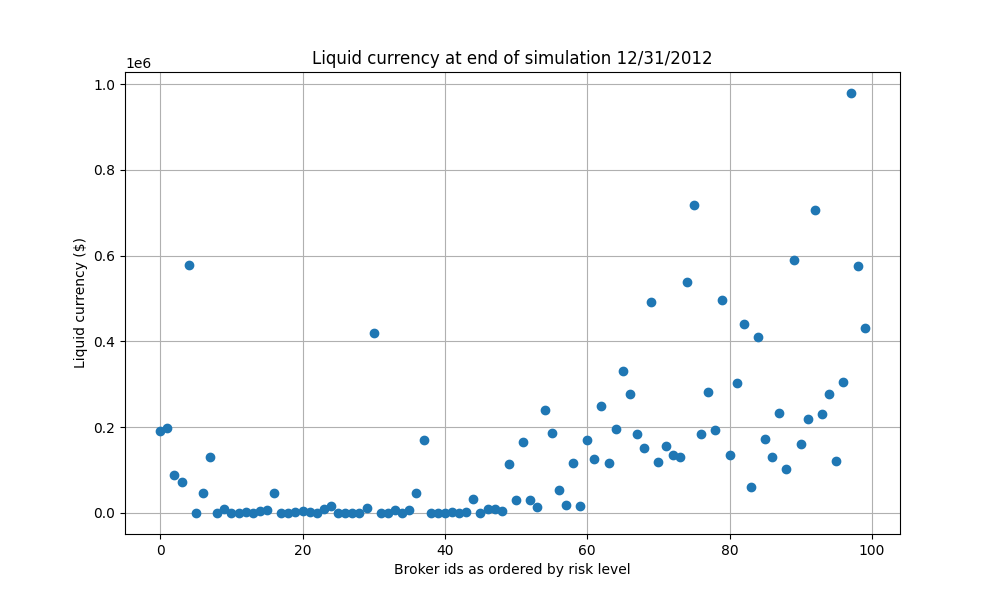 Liquid currency at end of simulation 12/31/2012
1e6
1.0
0.8
0.6
0.4
0.2
0.0
Liquid currency ($)
0 20 40 60 80 100
Broker ids as ordered by risk level